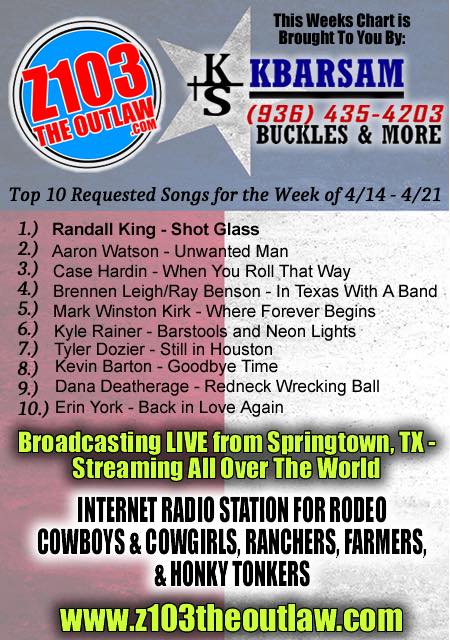 This Weeks Chart is
Brought To You By:
Z103
THE OUTLAW
.COM
K
S
KBARSAM
(936) 435-4203
BUCKLES & MORE
Top 10 Requested Songs for the Week of 4/14 - 4/21
1.) Randall King - Shot Glass
2.) Aaron Watson - Unwanted Man
3.) Case Hardin - When You Roll That Way
4.) Brennen Leigh/Ray Benson - In Texas With A Band
5.) Mark Winston Kirk - Where Forever Begins
6.) Kyle Rainer - Barstools and Neon Lights
7.) Tyler Dozier - Still in Houston
8.) Kevin Barton - Goodbye Time
9.) Dana Deatherage - Redneck Wrecking Ball
10.) Erin York - Back in Love Again
Broadcasting LIVE from Springtown, TX -
Streaming All Over The World
INTERNET RADIO STATION FOR RODEO
COWBOYS & COWGIRLS, RANCHERS, FARMERS,
& HONKY TONKERS
www.z103theoutlaw.com